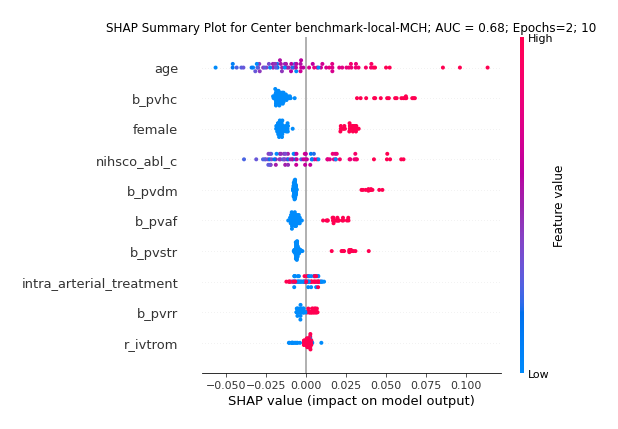 SHAP Summary Plot for Center benchmark-local-MCH; AUC = 0.68; Epochs=2; 10
High
age
b_pvhc
female
nihsco_abl_c
b_pvdm
b_pvaf
b_pvstr
intra_arterial_treatment
b_pvrr
r_ivtrom
Feature value
Low
−0.050 −0.025 0.000 0.025 0.050 0.075 0.100
SHAP value (impact on model output)